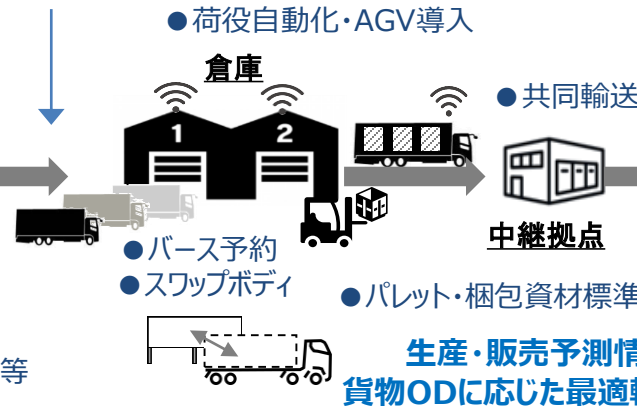 ●荷役自動化・AGV導入
倉庫
1 2
●共同輸送
中継拠点
●バース予約
●スワップボディ
●パレット・梱包資材標準
等
生産・販売予測情
貨物ODに応じた最適